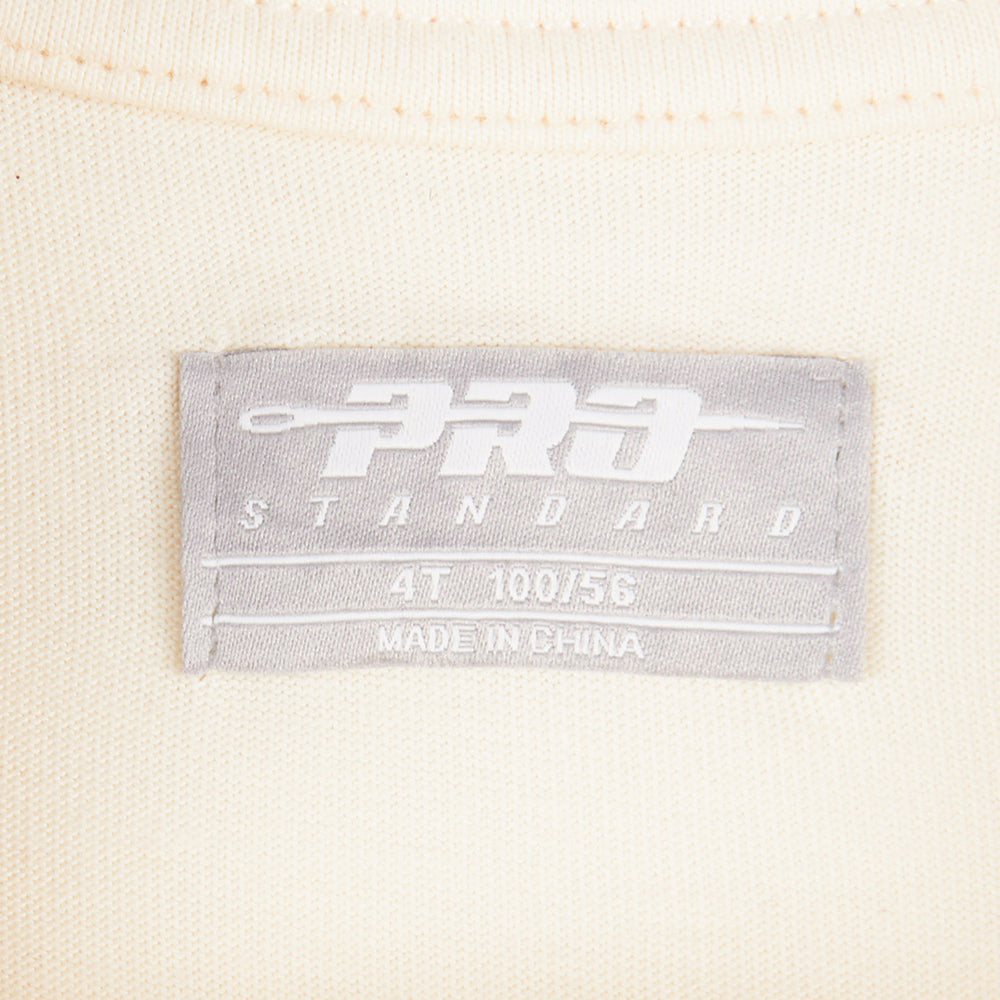 PRO
STANDARD
4T 100/56
MADE IN CHINA